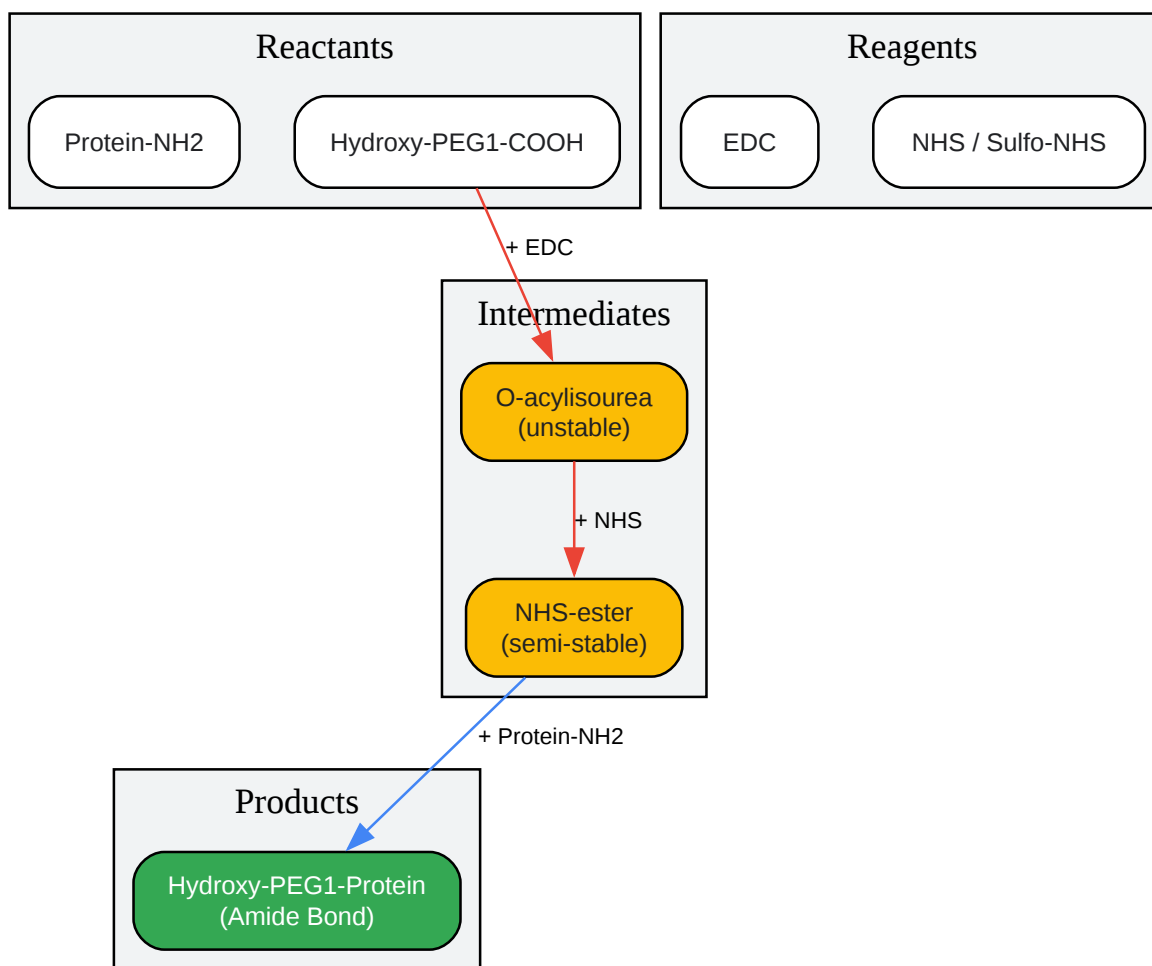 Reactants
Reagents
Protein-NH2
Hydroxy-PEG1-COOH
EDC
NHS / Sulfo-NHS
+ EDC
Intermediates
O-acylisourea
(unstable)
+ NHS
NHS-ester
(semi-stable)
+ Protein-NH2
Products
Hydroxy-PEG1-Protein
(Amide Bond)